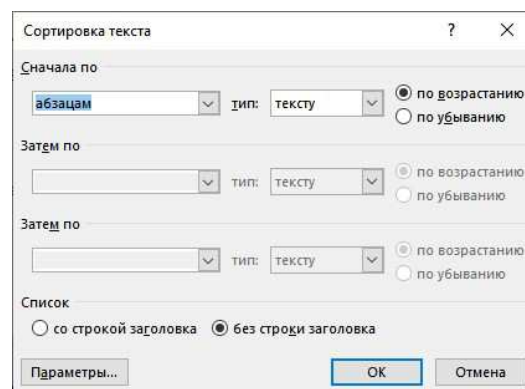 Сортировка текста ?
Сначала по
абзацам тип: тексту по возрастанию
по убыванию
Затем по
тип: тексту по возрастанию
по убыванию
Затем по
тип: тексту по возрастанию
по убыванию
Список
со строкой заголовка без строки заголовка
Параметры... ОК Отмена